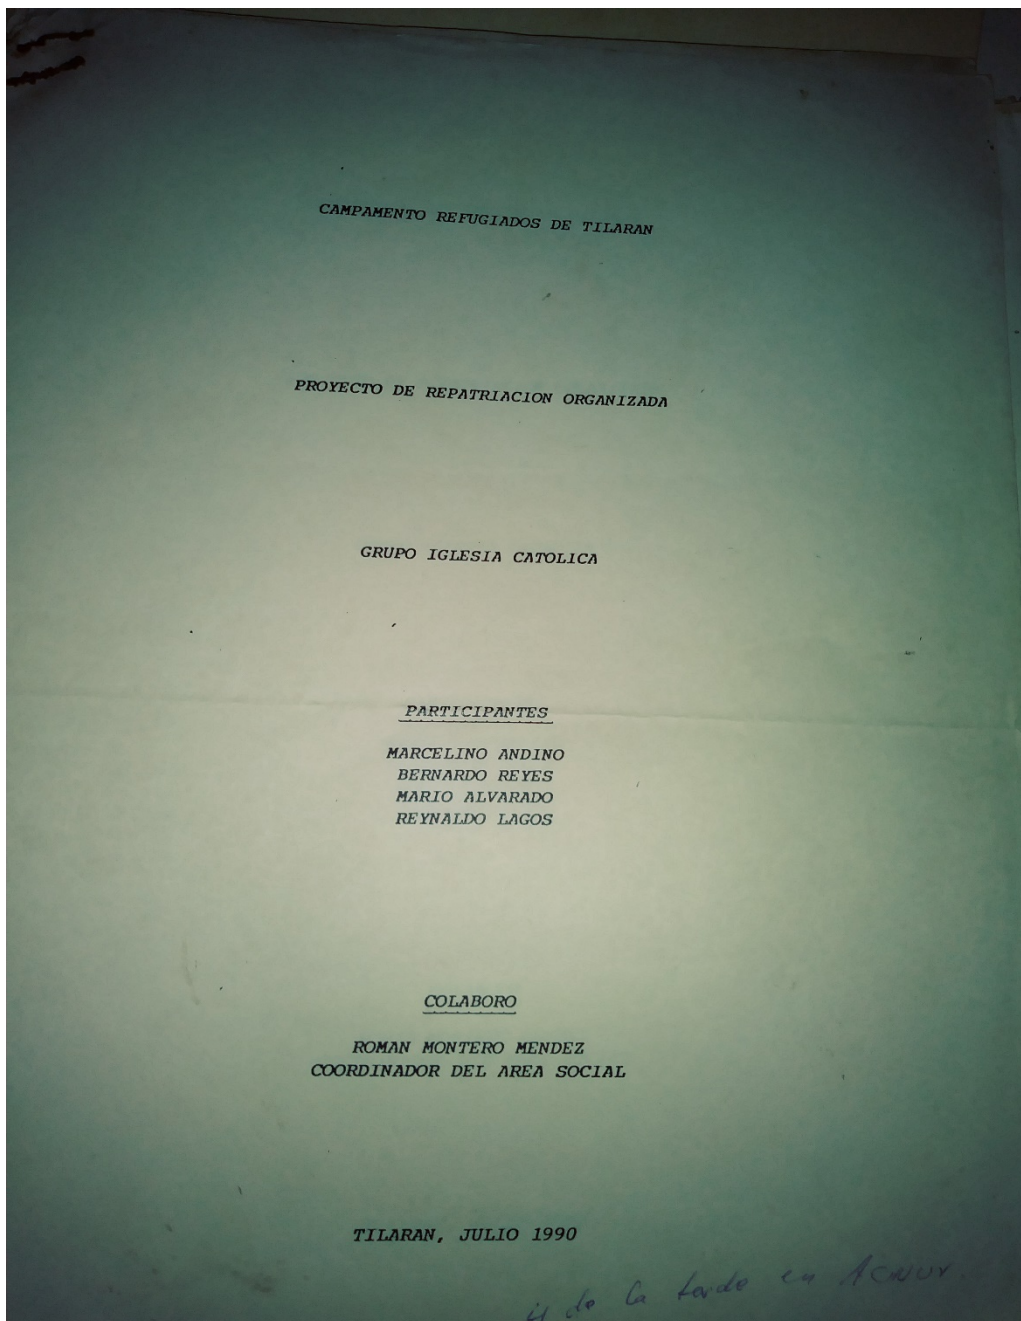 CAMPAMENTO REFUGIADOS DE TILARAN
PROYECTO DE REPATRIACION ORGANIZADA
GRUPO IGLESIA CATOLICA
PARTICIPANTES
MARCELINO ANDINO
BERNARDO REYES
MARIO ALVARADO
REYNALDO LAGOS
COLABORO
ROMAN MONTERO MENDEZ
COORDINADOR DEL AREA SOCIAL
TILARAN, JULIO 1990
de la tarde en ACNUR.